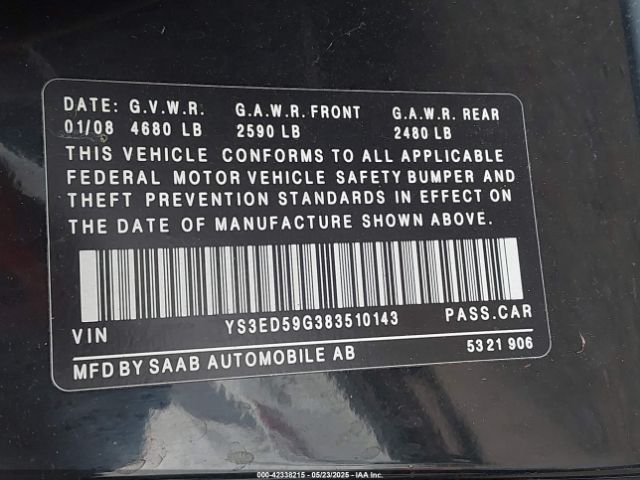 DATE: G.V.W.R. G.A.W.R. FRONT G.A.W.R. REAR
01/08 4680 LB 2590 LB 2480 LB
THIS VEHICLE CONFORMS TO ALL APPLICABLE
FEDERAL MOTOR VEHICLE SAFETY BUMPER AND
THEFT PREVENTION STANDARDS IN EFFECT ON
THE DATE OF MANUFACTURE SHOWN ABOVE.
VIN YS3ED59G383510143 PASS.CAR
MFD BY SAAB AUTOMOBILE AB 5321 906
000-42338215 - 05/23/2025 - IAA Inc.